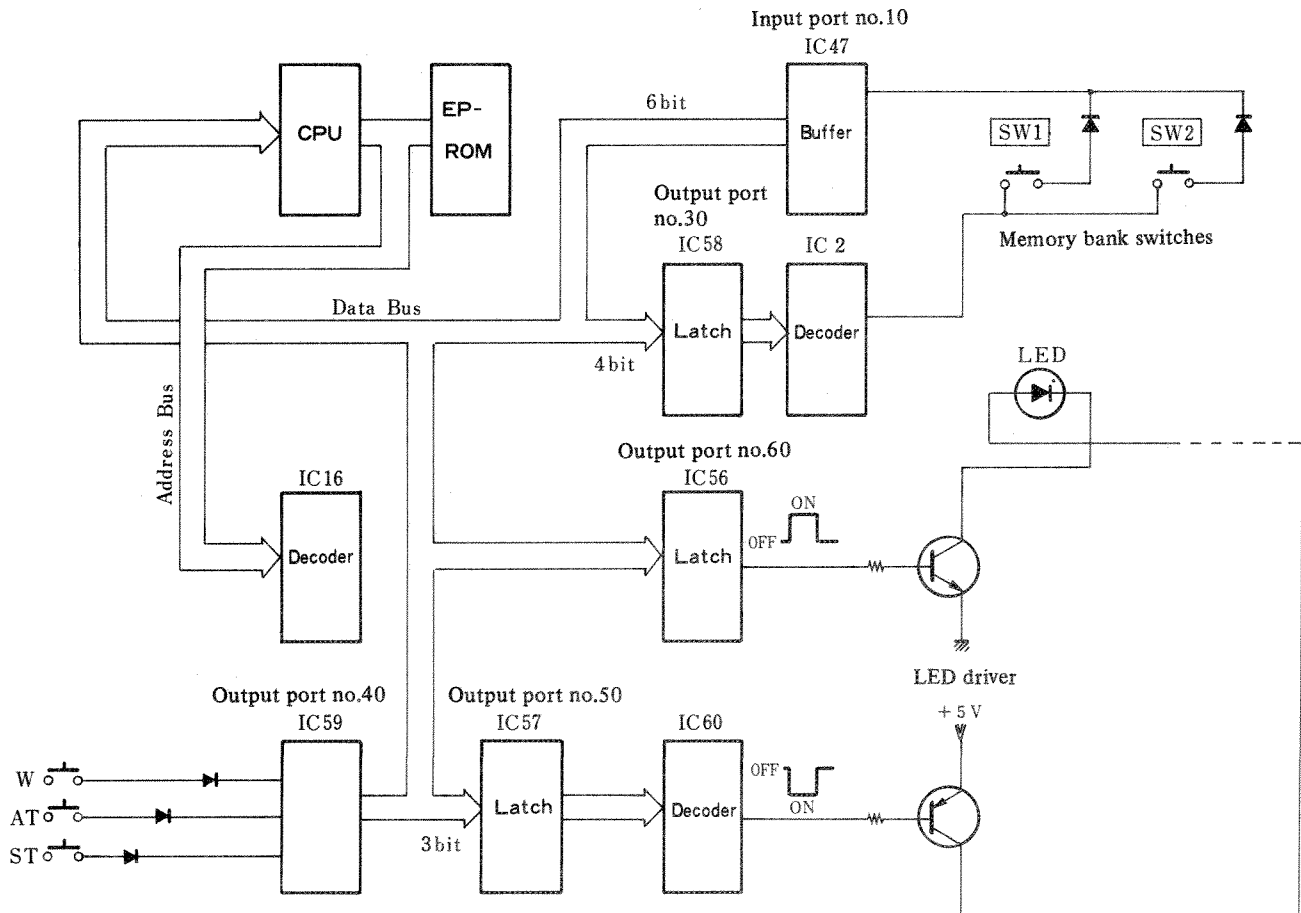 Input port no.10
IC47
CPU
EP-
ROM
6bit
Buffer
SW1
SW2
Output port
no.30
IC58
IC 2
Memory bank switches
Data Bus
Latch
Decoder
4bit
LED
Address Bus
Output port no.60
IC16
IC56
ON
OFF
Decoder
Latch
LED driver
+5V
Output port no.40
Output port no.50
IC59
IC57
IC60
W
OFF
ON
AT
Latch
Decoder
ST
3bit